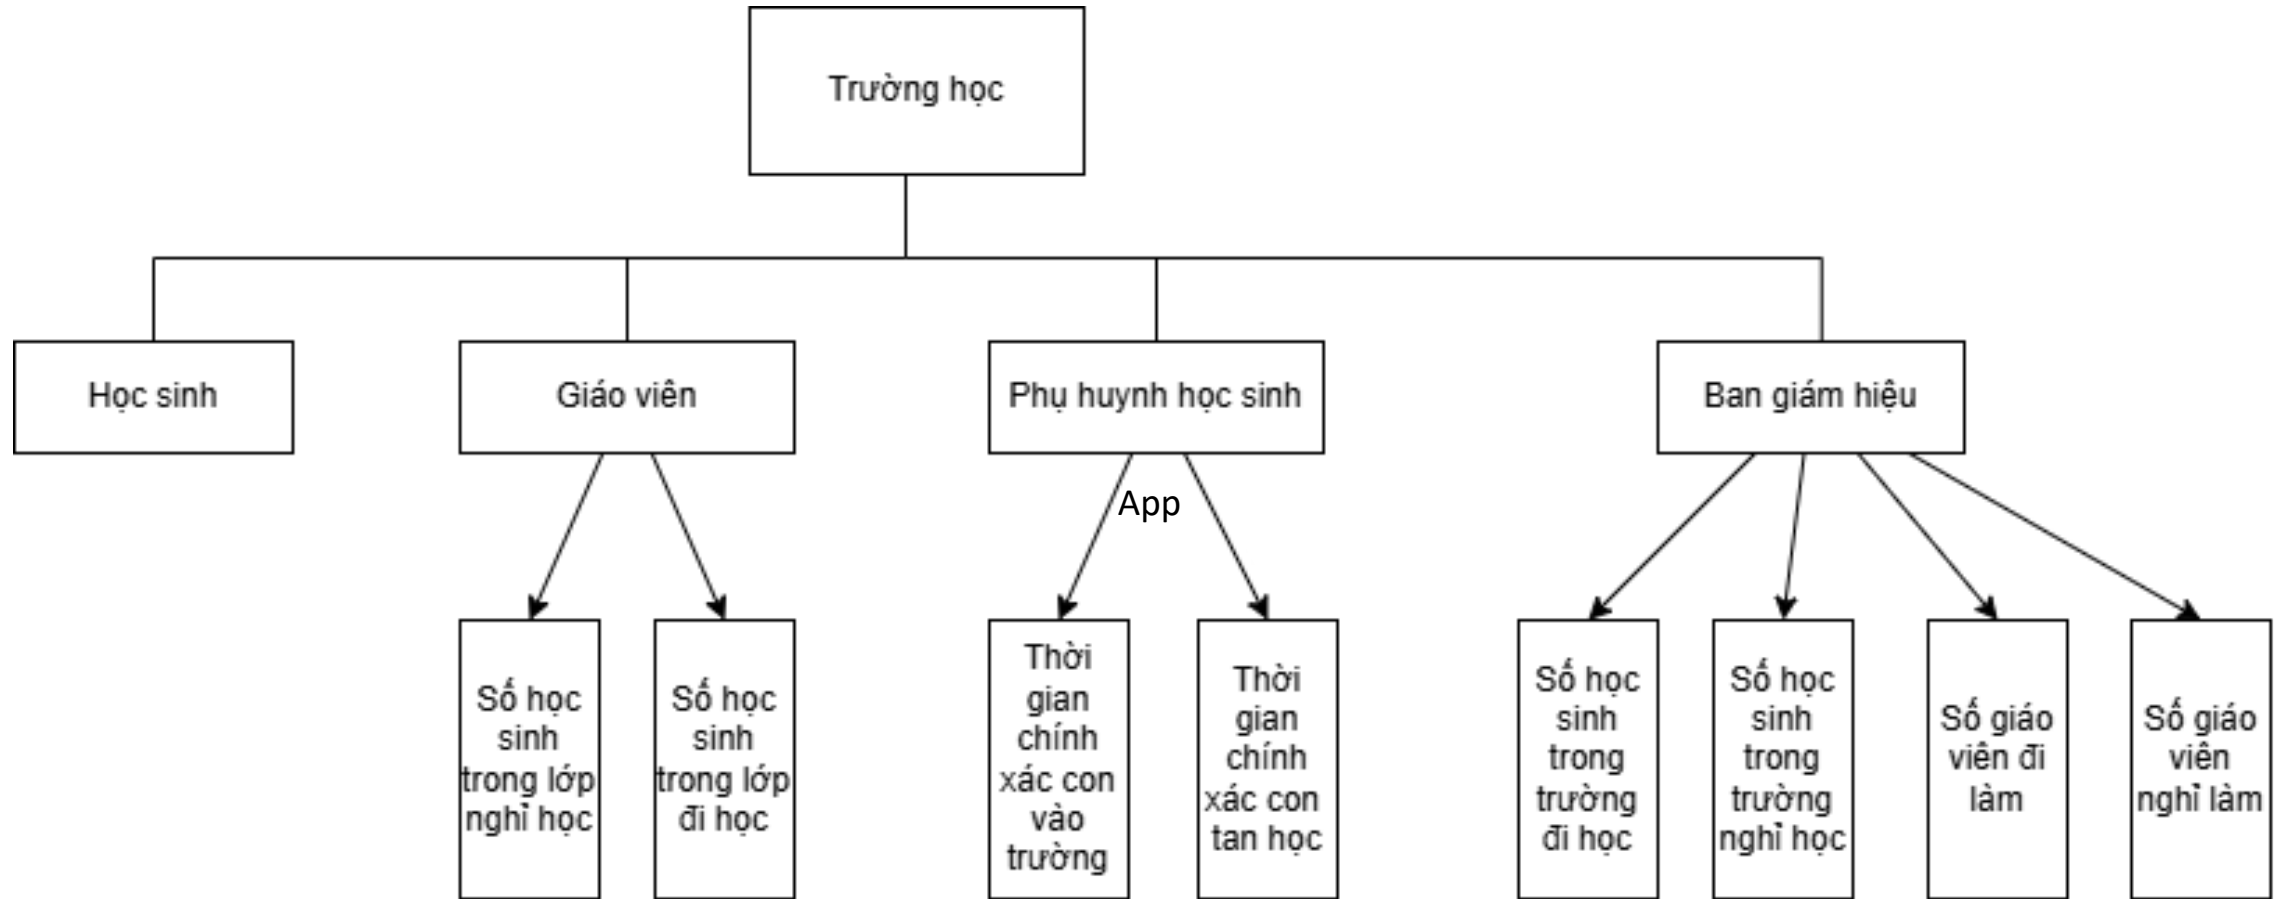 Trường học
Học sinh
Giáo viên
Phụ huynh học sinh
Ban giám hiệu
App
Số học
sinh
trong lớp
nghỉ học
Số học
sinh
trong lớp
đi học
Thời
gian
chính
xác con
vào
trường
Thời
gian
chính
xác con
tan học
Số học
sinh
trong
trường
đi học
Số học
sinh
trong
trường
nghỉ học
Số giáo
viên đi
làm
Số giáo
viên
nghỉ làm